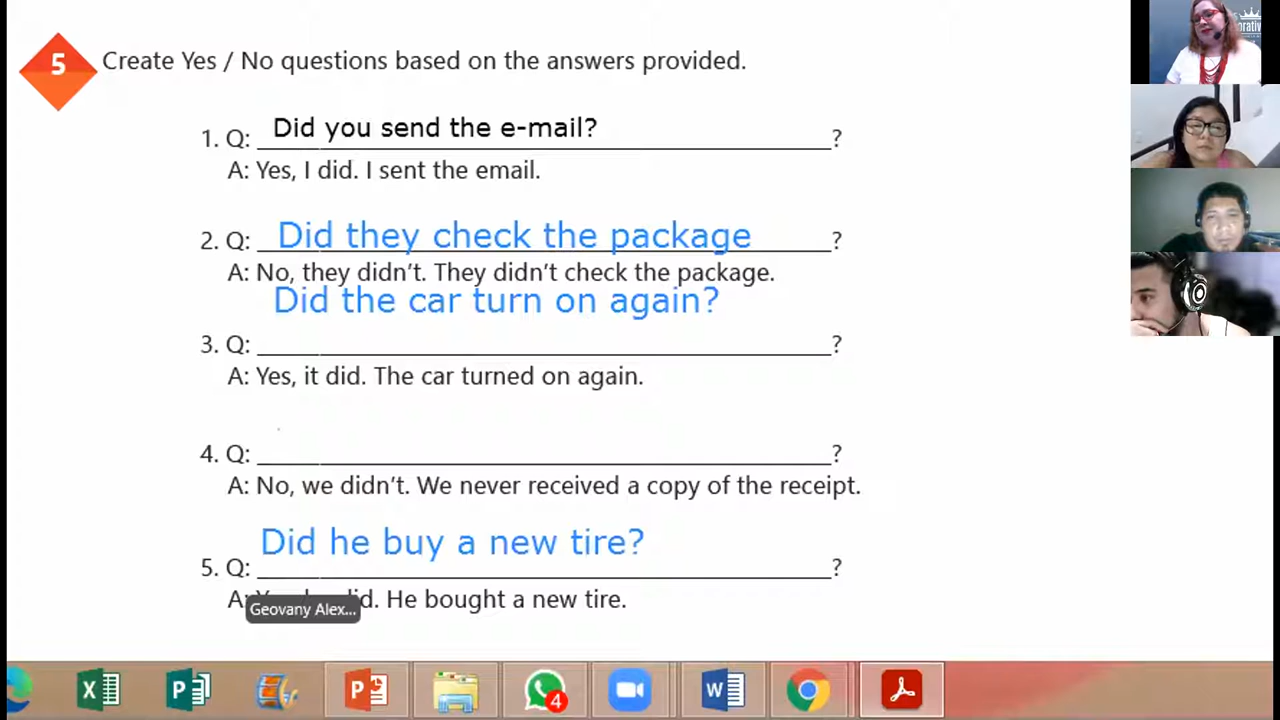 5 Create Yes / No questions based on the answers provided.
1. Q: Did you send the e-mail? ?
A: Yes, I did. I sent the email.
2. Q: Did they check the package ?
A: No, they didn't. They didn't check the package.
Did the car turn on again?
3. Q: ?
A: Yes, it did. The car turned on again.
4. Q: ?
A: No, we didn't. We never received a copy of the receipt.
Did he buy a new tire?
5. Q: ?
A: He bought a new tire.
Geovany Alex...
4